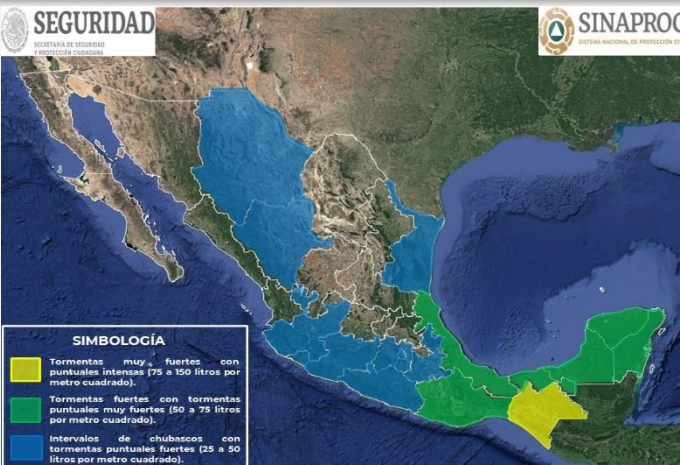 SEGURIDAD
SECRETARÍA DE SEGURIDAD
Y PROTECCIÓN CIUDADANA
SINAPROC
SISTEMA NACIONAL DE PROTECCIÓN
SIMBOLOGÍA
Tormentas muy fuertes con
puntuales intensas (75 a 150 litros por
metro cuadrado).
Tormentas fuertes con tormentas
puntuales muy fuertes (50 a 75 litros
por metro cuadrado).
Intervalos de chubascos con
tormentas puntuales fuertes (25 a 50
litros por metro cuadrado).